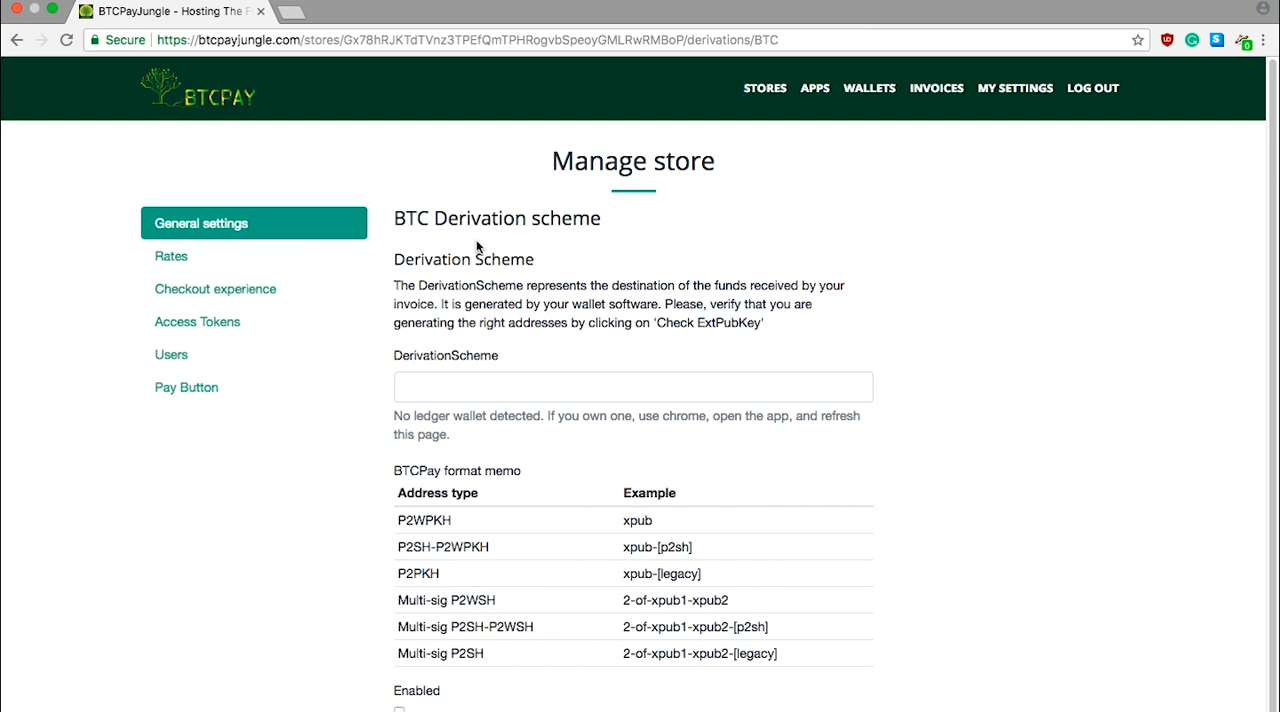 BTCPayJungle - Hosting The F
Secure
https://btcpayjungle.com/stores/Gx78hRJKTdTVnz3TPEfQmTPHRogvbSpeoyGMLRwRMBoP/derivations/BTC
BTCPAY
STORES
APPS
WALLETS
INVOICES
MY SETTINGS
LOG OUT
Manage store
General settings
Rates
Checkout experience
Access Tokens
Users
Pay Button
BTC Derivation scheme
Derivation Scheme
The DerivationScheme represents the destination of the funds received by your
invoice. It is generated by your wallet software. Please, verify that you are
generating the right addresses by clicking on 'Check ExtPubKey'
DerivationScheme
No ledger wallet detected. If you own one, use chrome, open the app, and refresh
this page.
BTCPay format memo
Address type Example
P2WPKH xpub
P2SH-P2WPKH xpub-[p2sh]
P2PKH xpub-[legacy]
Multi-sig P2WSH 2-of-xpub1-xpub2
Multi-sig P2SH-P2WSH 2-of-xpub1-xpub2-[p2sh]
Multi-sig P2SH 2-of-xpub1-xpub2-[legacy]
Enabled